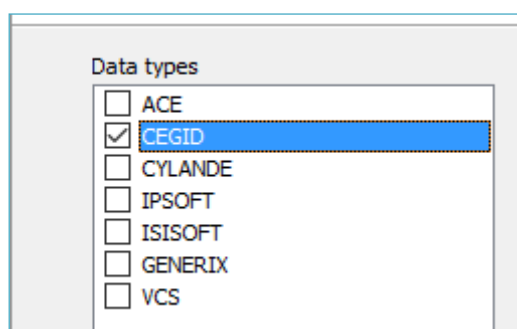 Data types
ACE
CEGID
CYLANDE
IPSOFT
ISISOFT
GENERIX
VCS